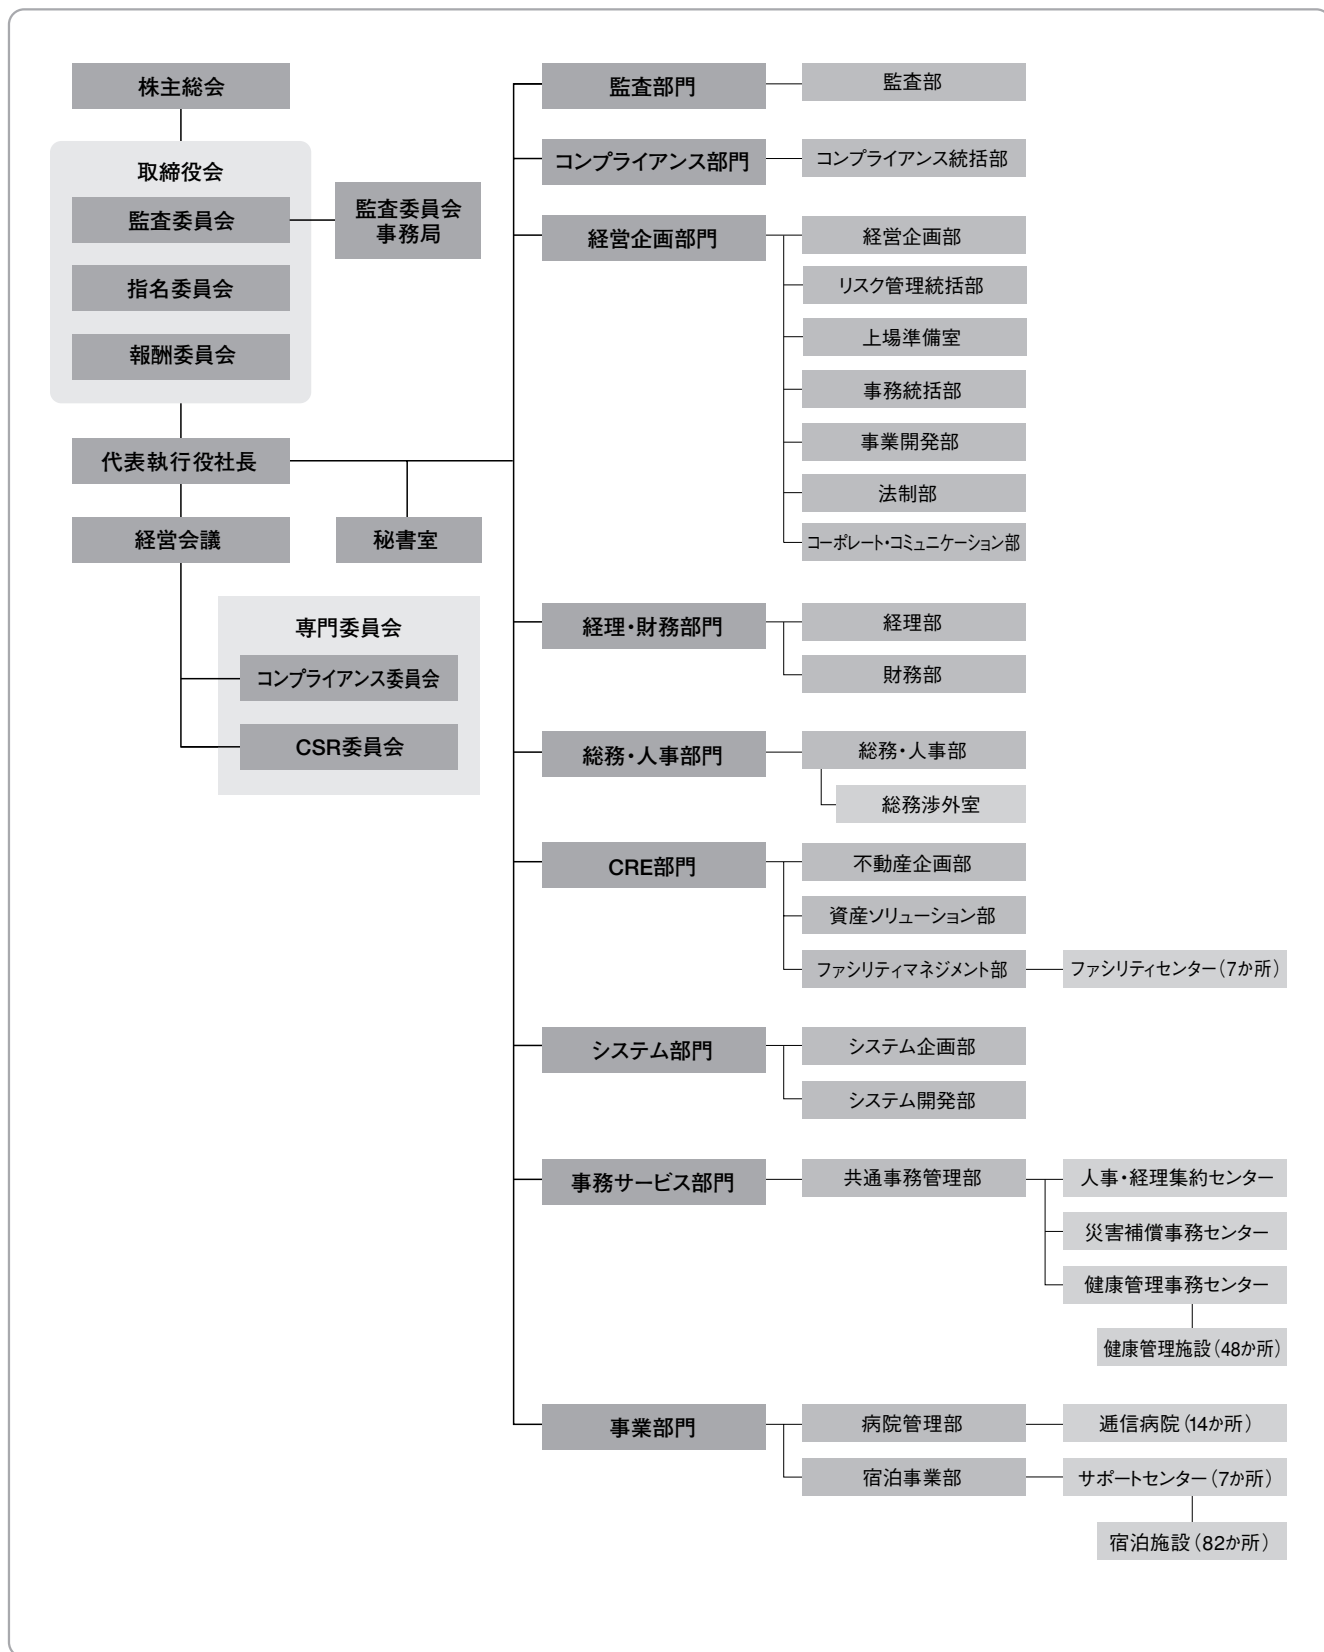 株主総会
取締役会
監査委員会
監査委員会
事務局
指名委員会
報酬委員会
代表執行役社長
経営会議
秘書室
専門委員会
コンプライアンス委員会
CSR委員会
監査部門
監査部
コンプライアンス部門
コンプライアンス統括部
経営企画部門
経営企画部
リスク管理統括部
上場準備室
事務統括部
事業開発部
法制部
コーポレート・コミュニケーション部
経理・財務部門
経理部
財務部
総務・人事部門
総務・人事部
総務渉外室
CRE部門
不動産企画部
資産ソリューション部
ファシリティマネジメント部
ファシリティセンター（7か所）
システム部門
システム企画部
システム開発部
事務サービス部門
共通事務管理部
人事・経理集約センター
災害補償事務センター
健康管理事務センター
健康管理施設（48か所）
事業部門
病院管理部
逓信病院（14か所）
宿泊事業部
サポートセンター（7か所）
宿泊施設（82か所）